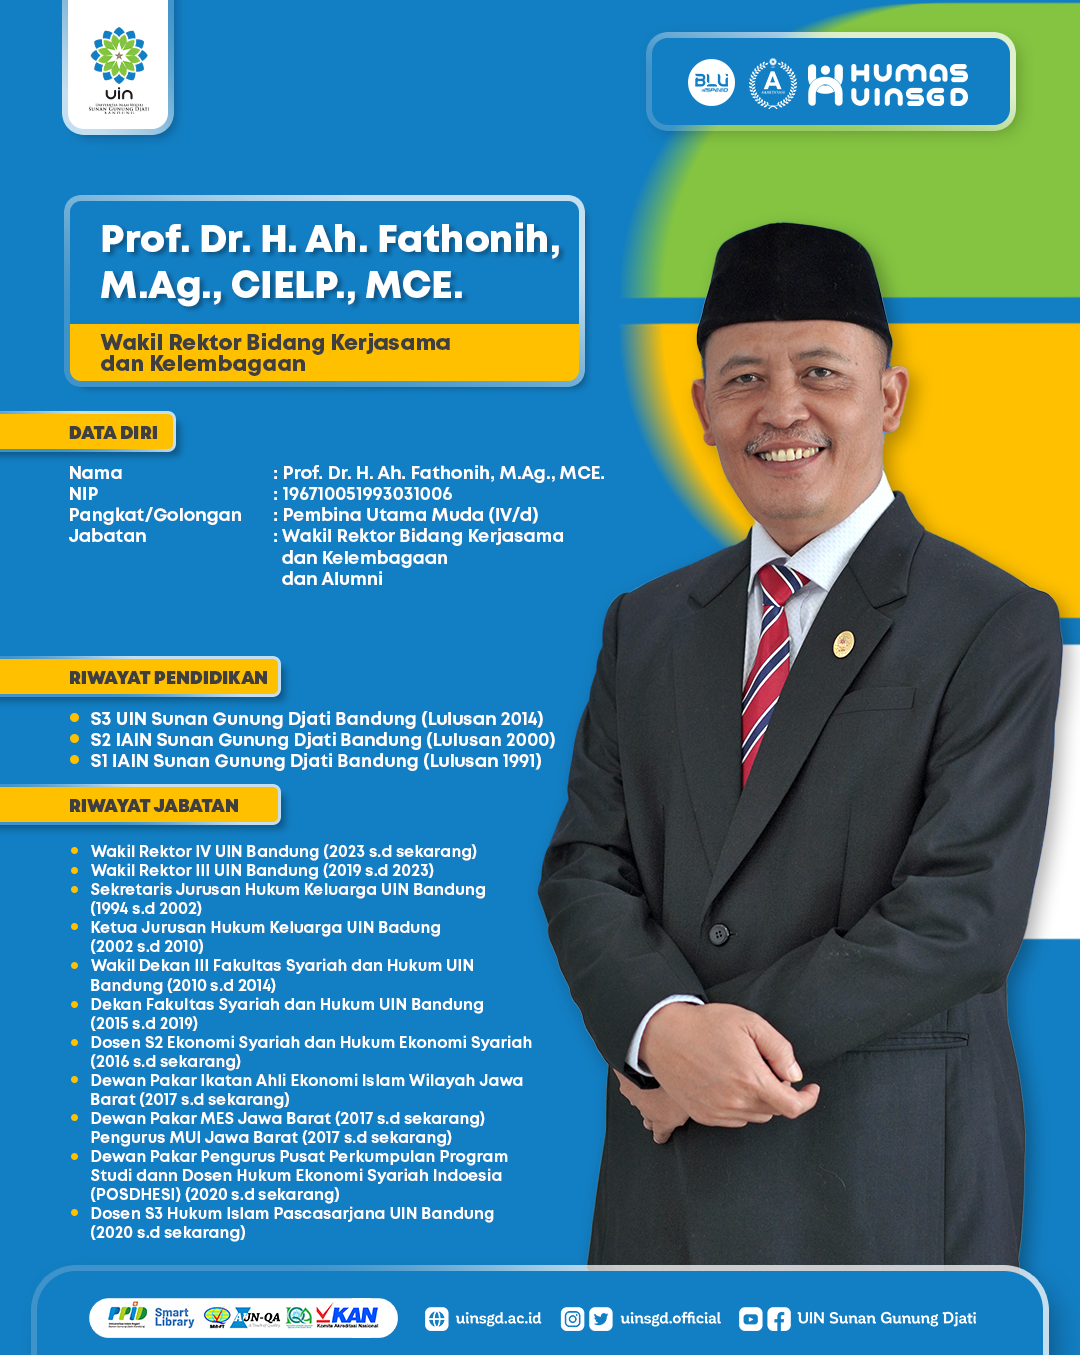 uin
UNIVERSITAS ISLAM NEGERI
SUNAN GUNUNG DJATI
BANDUNG
BLU
SPEED
A
HUMAS
UINSGD
Prof. Dr. H. Ah. Fathonih,
M.Ag., CIELP., MCE.
Wakil Rektor Bidang Kerjasama
dan Kelembagaan
DATA DIRI
Nama : Prof. Dr. H. Ah. Fathonih, M.Ag., MCE.
NIP : 196710051993031006
Pangkat/Golongan : Pembina Utama Muda (IV/d)
Jabatan : Wakil Rektor Bidang Kerjasama
dan Kelembagaan
dan Alumni
RIWAYAT PENDIDIKAN
S3 UIN Sunan Gunung Djati Bandung (Lulusan 2014)
S2 IAIN Sunan Gunung Djati Bandung (Lulusan 2000)
S1 IAIN Sunan Gunung Djati Bandung (Lulusan 1991)
RIWAYAT JABATAN
Wakil Rektor IV UIN Bandung (2023 s.d sekarang)
Wakil Rektor III UIN Bandung (2019 s.d 2023)
Sekretaris Jurusan Hukum Keluarga UIN Bandung
(1994 s.d 2002)
Ketua Jurusan Hukum Keluarga UIN Badung
(2002 s.d 2010)
Wakil Dekan III Fakultas Syariah dan Hukum UIN
Bandung (2010 s.d 2014)
Dekan Fakultas Syariah dan Hukum UIN Bandung
(2015 s.d 2019)
Dosen S2 Ekonomi Syariah dan Hukum Ekonomi Syariah
(2016 s.d sekarang)
Dewan Pakar Ikatan Ahli Ekonomi Islam Wilayah Jawa
Barat (2017 s.d sekarang)
Dewan Pakar MES Jawa Barat (2017 s.d sekarang)
Pengurus MUI Jawa Barat (2017 s.d sekarang)
Dewan Pakar Pengurus Pusat Perkumpulan Program
Studi dann Dosen Hukum Ekonomi Syariah Indoesia
(POSDHESI) (2020 s.d sekarang)
Dosen S3 Hukum Islam Pascasarjana UIN Bandung
(2020 s.d sekarang)
PPID
Smart
Library
AUN-QA
KAN
Komite Akreditasi Nasional
uinsgd.ac.id
uinsgd.official
UIN Sunan Gunung Djati